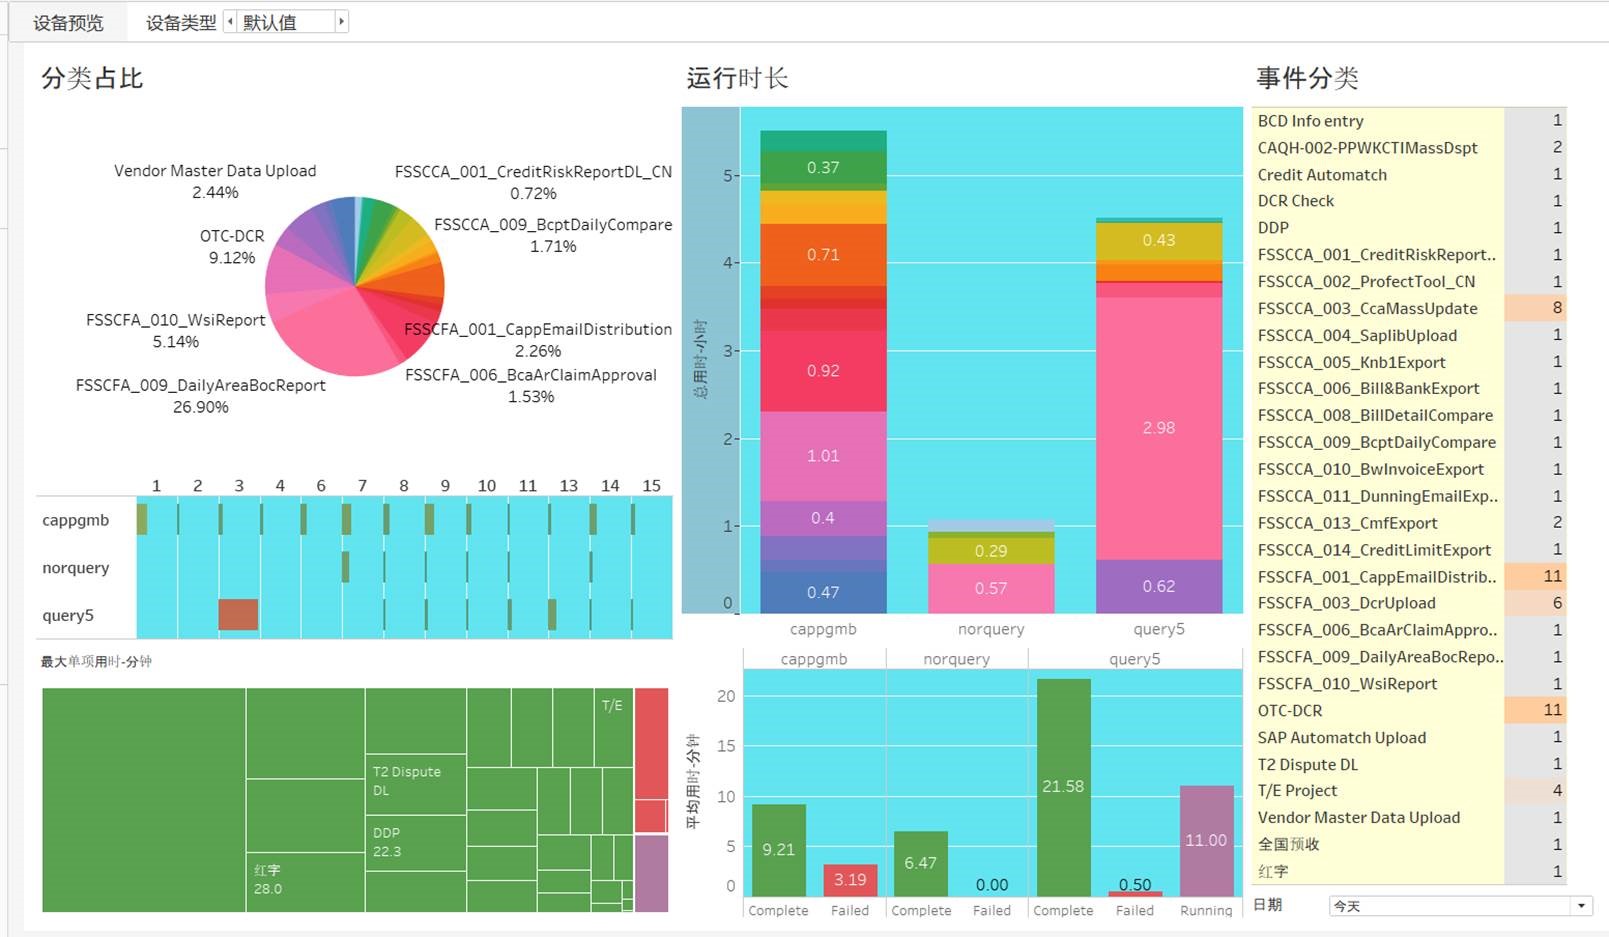 设备预览
设备类型
默认值
分类占比
Vendor Master Data Upload
2.44%
FSSCCA_001_CreditRiskReportDL_CN
0.72%
OTC-DCR
9.12%
FSSCCA_009_BcptDailyCompare
1.71%
FSSCFA_010_WsiReport
5.14%
FSSCFA_001_CappEmailDistribution
2.26%
FSSCFA_009_DailyAreaBocReport
26.90%
FSSCFA_006_BcaArClaimApproval
1.53%
1 2 3 4 6 7 8 9 10 11 13 14 15
cappgmb
norquery
query5
最大单项用时-分钟
T/E
T2 Dispute
DL
DDP
22.3
红字
28.0
运行时长
总用时-小时
5
4
3
2
1
0
0.37
0.71
0.92
1.01
0.4
0.47
0.29
0.57
0.43
2.98
0.62
cappgmb norquery query5
cappgmb norquery query5
平均用时-分钟
20
15
10
5
0
9.21
3.19
6.47
0.00
21.58
0.50
11.00
Complete Failed Complete Failed Complete Failed Running
事件分类
BCD Info entry 1
CAQH-002-PPWKCTIMassDspt 2
Credit Automatch 1
DCR Check 1
DDP 1
FSSCCA_001_CreditRiskReport.. 1
FSSCCA_002_ProfectTool_CN 1
FSSCCA_003_CcaMassUpdate 8
FSSCCA_004_SaplibUpload 1
FSSCCA_005_Knb1Export 1
FSSCCA_006_Bill&BankExport 1
FSSCCA_008_BillDetailCompare 1
FSSCCA_009_BcptDailyCompare 1
FSSCCA_010_BwInvoiceExport 1
FSSCCA_011_DunningEmailExp.. 1
FSSCCA_013_CmfExport 2
FSSCCA_014_CreditLimitExport 1
FSSCFA_001_CappEmailDistrib.. 11
FSSCFA_003_DcrUpload 6
FSSCFA_006_BcaArClaimAppro.. 1
FSSCFA_009_DailyAreaBocRepo.. 1
FSSCFA_010_WsiReport 1
OTC-DCR 11
SAP Automatch Upload 1
T2 Dispute DL 1
T/E Project 4
Vendor Master Data Upload 1
全国预收 1
红字 1
日期
今天